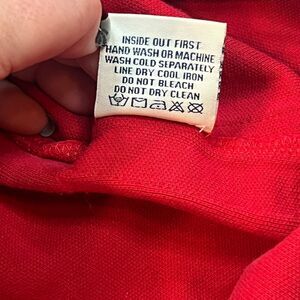 INSIDE OUT FIRST
HAND WASH OR MACHINE
WASH COLD SEPARATELY
LINE DRY COOL IRON
DO NOT BLEACH
DO NOT DRY CLEAN